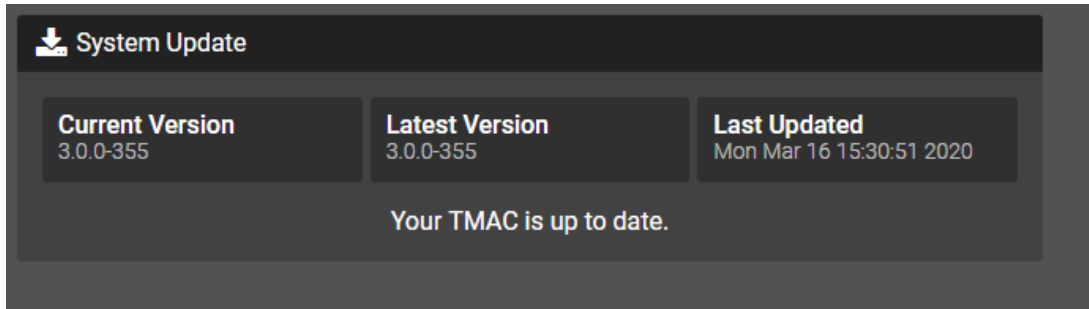 System Update
Current Version
3.0.0-355
Latest Version
3.0.0-355
Last Updated
Mon Mar 16 15:30:51 2020
Your TMAC is up to date.